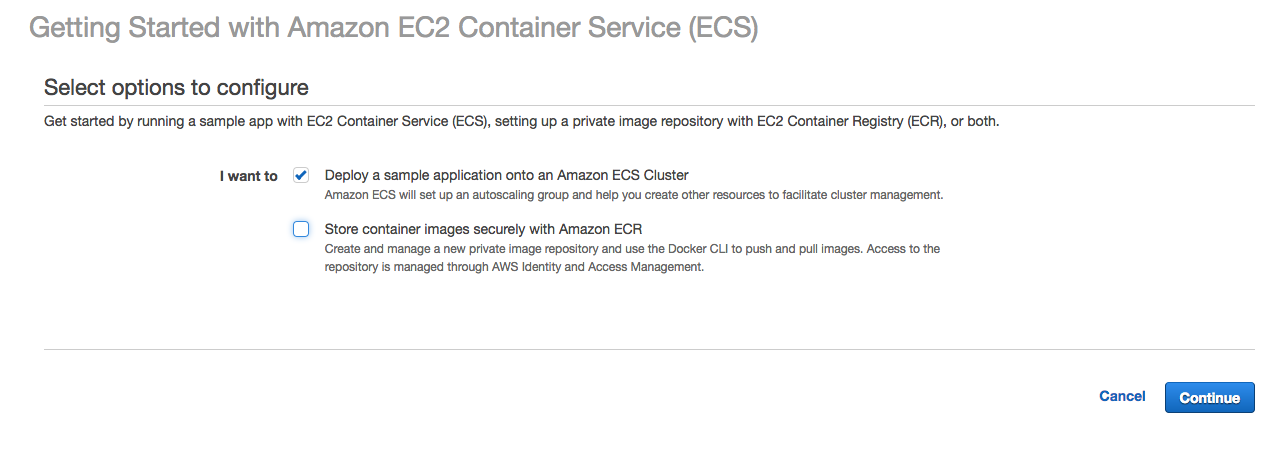 Getting Started with Amazon EC2 Container Service (ECS)
Select options to configure
Get started by running a sample app with EC2 Container Service (ECS), setting up a private image repository with EC2 Container Registry (ECR), or both.
I want to Deploy a sample application onto an Amazon ECS Cluster
Amazon ECS will set up an autoscaling group and help you create other resources to facilitate cluster management.
Store container images securely with Amazon ECR
Create and manage a new private image repository and use the Docker CLI to push and pull images. Access to the
repository is managed through AWS Identity and Access Management.
Cancel Continue